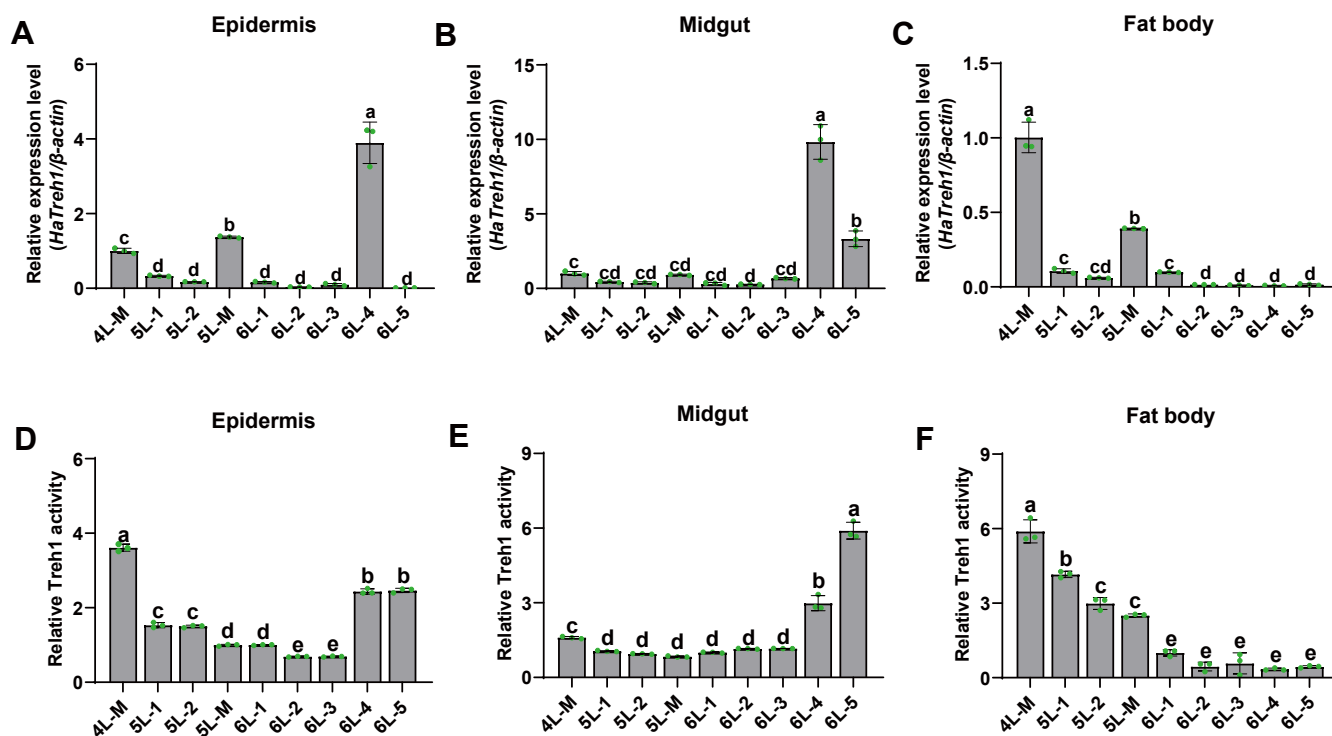 A
Epidermis
Relative expression level
(HaTreh1/β-actin)
6
4
2
0
c
d
d
b
d
d
d
a
d
4L-M
5L-1
5L-2
5L-M
6L-1
6L-2
6L-3
6L-4
6L-5
B
Midgut
Relative expression level
(HaTreh1/β-actin)
15
10
5
0
c
cd
cd
cd
cd
d
cd
a
b
4L-M
5L-1
5L-2
5L-M
6L-1
6L-2
6L-3
6L-4
6L-5
C
Fat body
Relative expression level
(HaTreh1/β-actin)
1.5
1.0
0.5
0.0
a
c
cd
b
c
d
d
d
d
4L-M
5L-1
5L-2
5L-M
6L-1
6L-2
6L-3
6L-4
6L-5
D
Epidermis
Relative Treh1 activity
6
4
2
0
a
c
c
d
d
e
e
b
b
4L-M
5L-1
5L-2
5L-M
6L-1
6L-2
6L-3
6L-4
6L-5
E
Midgut
Relative Treh1 activity
9
6
3
0
c
d
d
d
d
d
d
b
a
4L-M
5L-1
5L-2
5L-M
6L-1
6L-2
6L-3
6L-4
6L-5
F
Fat body
Relative Treh1 activity
9
6
3
0
a
b
c
c
e
e
e
e
e
4L-M
5L-1
5L-2
5L-M
6L-1
6L-2
6L-3
6L-4
6L-5